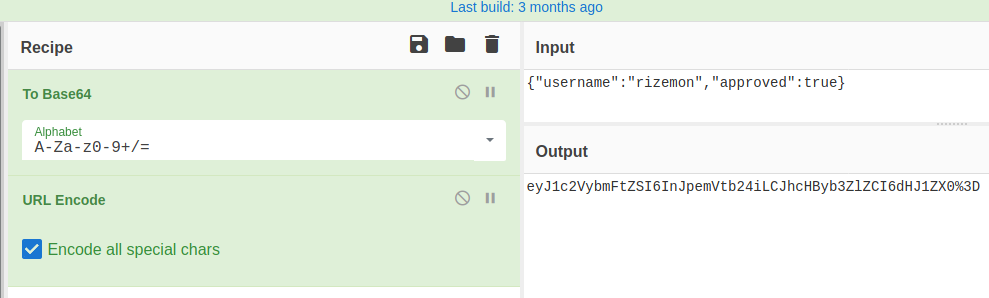 Last build: 3 months ago
Recipe
To Base64
Alphabet
A-Za-z0-9+/=
URL Encode
Encode all special chars
Input
{"username":"rizemon","approved":true}
Output
eyJ1c2VybmFtZSI6InJpemVtb24iLCJhcHByb3ZlZCI6dHJ1ZX0%3D